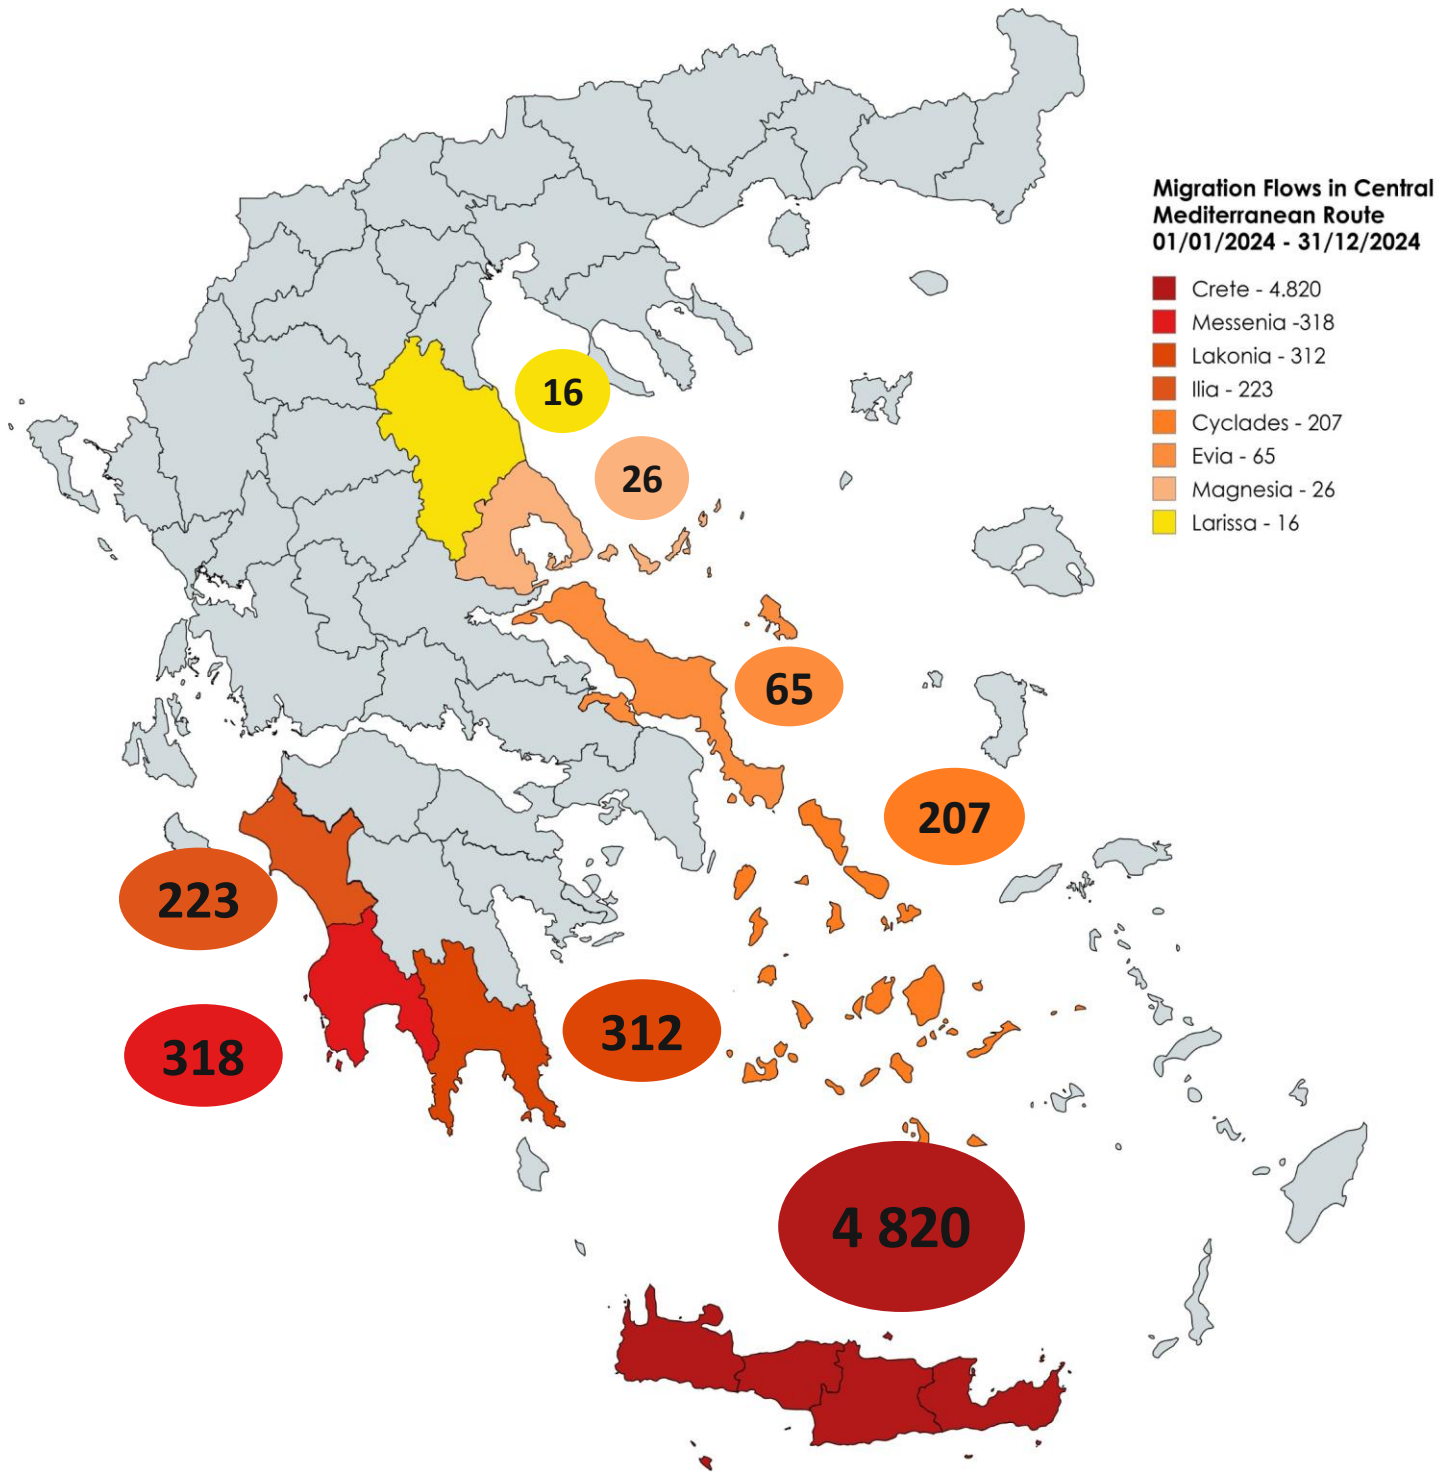 Migration Flows in Central
Mediterranean Route
01/01/2024 - 31/12/2024
Crete - 4.820
Messenia -318
Lakonia - 312
Ilia - 223
Cyclades - 207
Evia - 65
Magnesia - 26
Larissa - 16
16
26
65
207
223
312
318
4 820